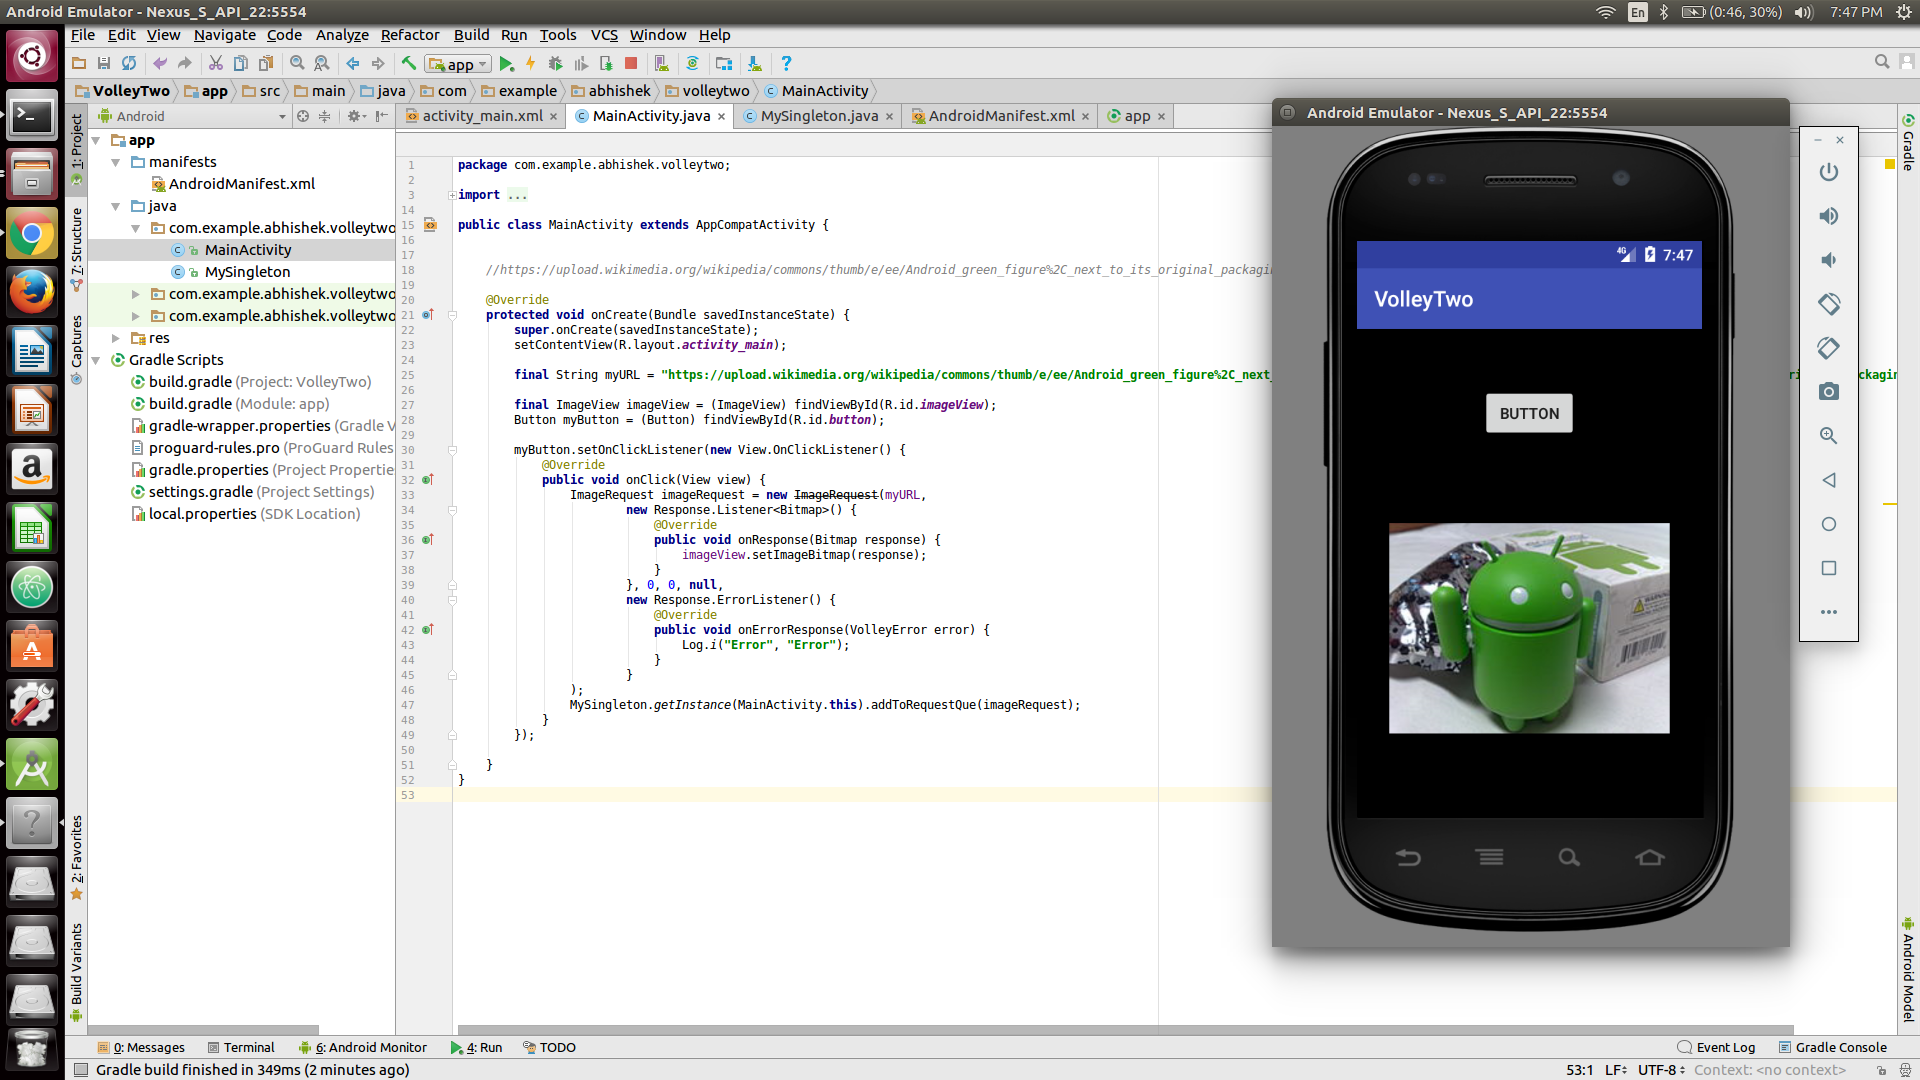 Android Emulator - Nexus_S_API_22:5554
En (0:46, 30%) 7:47 PM
File Edit View Navigate Code Analyze Refactor Build Run Tools VCS Window Help
app
VolleyTwo app src main java com example abhishek volleytwo MainActivity
Android
activity_main.xml MainActivity.java MySingleton.java AndroidManifest.xml app
1: Project
7: Structure
Captures
2: Favorites
Build Variants
app
manifests
AndroidManifest.xml
java
com.example.abhishek.volleytwo
MainActivity
MySingleton
com.example.abhishek.volleytwo
com.example.abhishek.volleytwo
res
Gradle Scripts
build.gradle (Project: VolleyTwo)
build.gradle (Module: app)
gradle-wrapper.properties (Gradle V
proguard-rules.pro (ProGuard Rules
gradle.properties (Project Propertie
settings.gradle (Project Settings)
local.properties (SDK Location)
1 package com.example.abhishek.volleytwo;
2
3 import ...
14
15 public class MainActivity extends AppCompatActivity {
16
17
18 //https://upload.wikimedia.org/wikipedia/commons/thumb/e/ee/Android_green_figure%2C_next_to_its_original_packagin
19
20 @Override
21 protected void onCreate(Bundle savedInstanceState) {
22 super.onCreate(savedInstanceState);
23 setContentView(R.layout.activity_main);
24
25 final String myURL = "https://upload.wikimedia.org/wikipedia/commons/thumb/e/ee/Android_green_figure%2C_next_
26
27 final ImageView imageView = (ImageView) findViewById(R.id.imageView);
28 Button myButton = (Button) findViewById(R.id.button);
29
30 myButton.setOnClickListener(new View.OnClickListener() {
31 @Override
32 public void onClick(View view) {
33 ImageRequest imageRequest = new ImageRequest(myURL,
34 new Response.Listener<Bitmap>() {
35 @Override
36 public void onResponse(Bitmap response) {
37 imageView.setImageBitmap(response);
38 }
39 }, 0, 0, null,
40 new Response.ErrorListener() {
41 @Override
42 public void onErrorResponse(VolleyError error) {
43 Log.i("Error", "Error");
44 }
45 }
46 );
47 MySingleton.getInstance(MainActivity.this).addToRequestQue(imageRequest);
48 }
49 });
50
51 }
52 }
53
Android Emulator - Nexus_S_API_22:5554
4G 7:47
VolleyTwo
BUTTON
Gradle
Android Model
0: Messages Terminal 6: Android Monitor 4: Run TODO Event Log Gradle Console
Gradle build finished in 349ms (2 minutes ago) 53:1 LF UTF-8 Context: <no context>